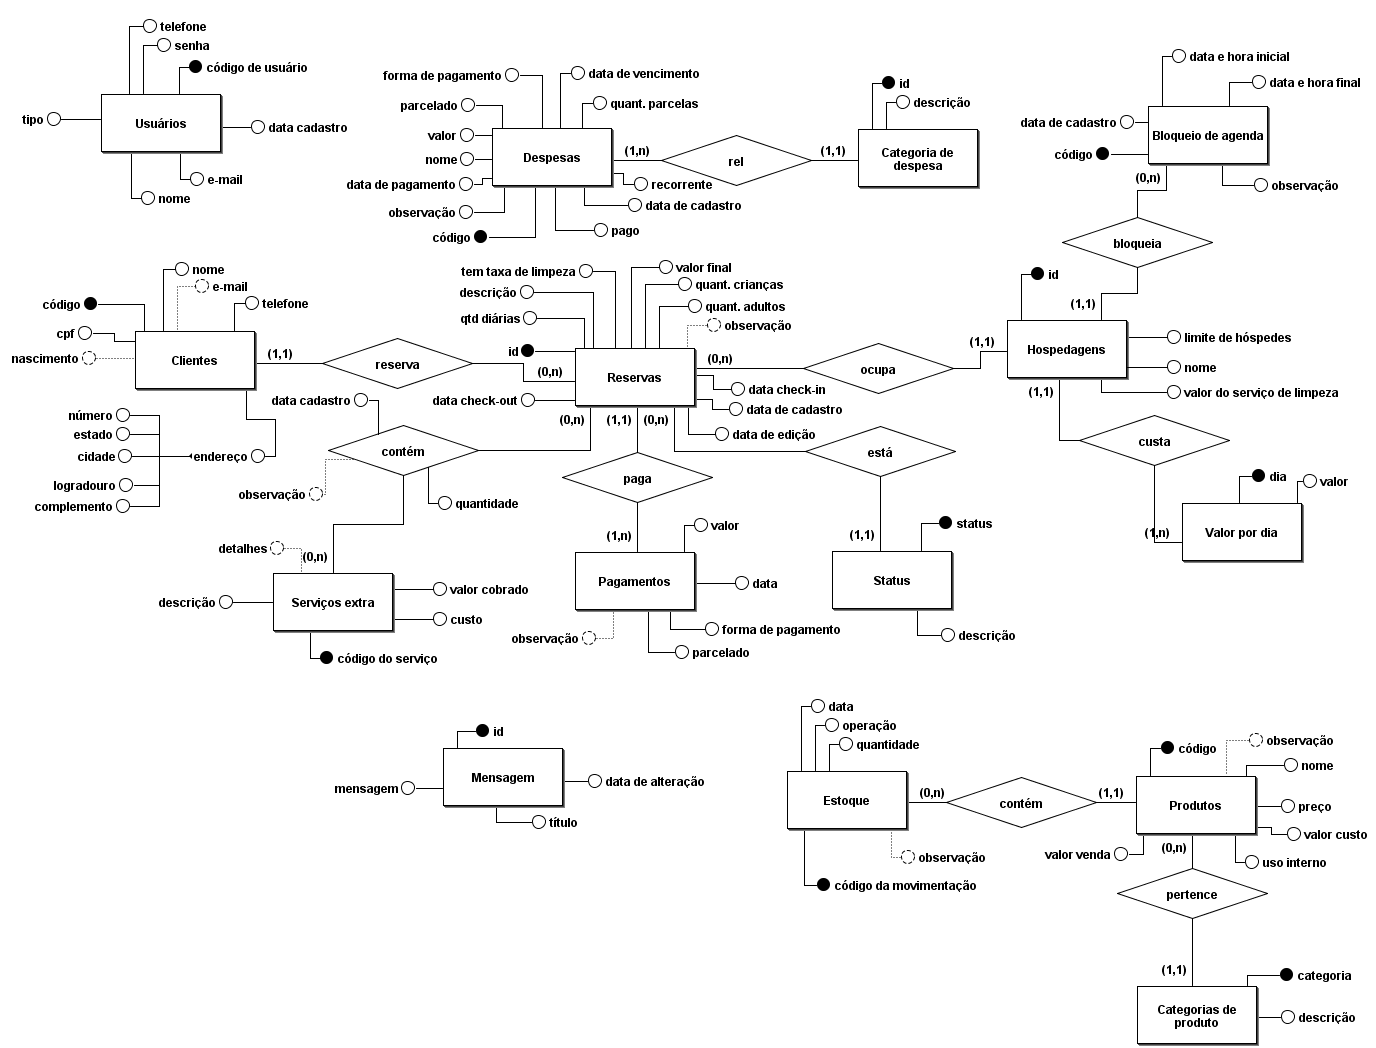 telefone
senha
código de usuário
tipo
Usuários
data cadastro
e-mail
nome
forma de pagamento
data de vencimento
parcelado
quant. parcelas
valor
nome
Despesas
data de pagamento
recorrente
observação
data de cadastro
código
pago
(1,n)
rel
(1,1)
id
descrição
Categoria de
despesa
data e hora inicial
data e hora final
data de cadastro
código
Bloqueio de agenda
(0,n)
observação
bloqueia
(1,1)
id
Hospedagens
limite de hóspedes
nome
valor do serviço de limpeza
(1,1)
custa
(1,n)
dia
valor
Valor por dia
nome
e-mail
código
telefone
cpf
nascimento
Clientes
(1,1)
reserva
(0,n)
número
estado
cidade
endereço
logradouro
complemento
tem taxa de limpeza
valor final
descrição
quant. crianças
quant. adultos
qtd diárias
observação
id
Reservas
data check-in
data check-out
data de cadastro
data de edição
(0,n)
ocupa
(1,1)
(0,n)
(1,1)
(0,n)
data cadastro
contém
observação
quantidade
(0,n)
detalhes
descrição
Serviços extra
valor cobrado
custo
código do serviço
paga
(1,n)
valor
Pagamentos
data
observação
forma de pagamento
parcelado
está
(1,1)
status
Status
descrição
id
mensagem
Mensagem
data de alteração
título
data
operação
quantidade
Estoque
observação
código da movimentação
(0,n)
contém
(1,1)
código
observação
nome
Produtos
preço
valor custo
valor venda
uso interno
(0,n)
pertence
(1,1)
categoria
Categorias de
produto
descrição